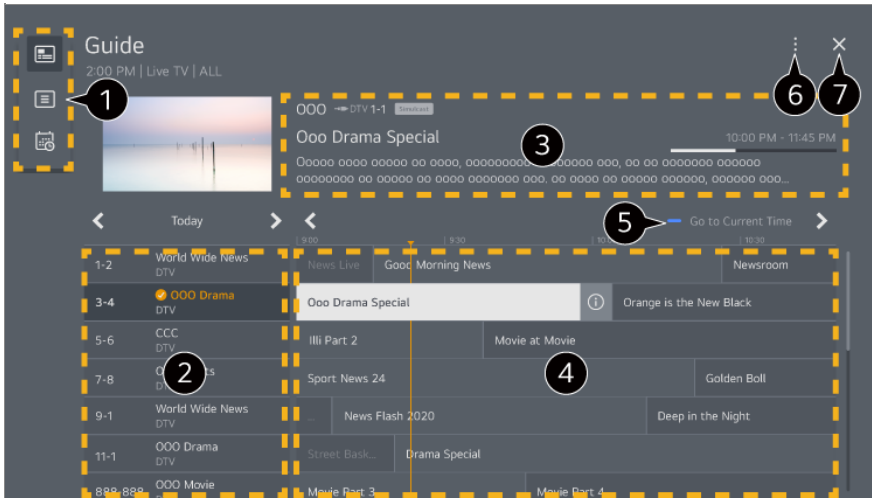 Guide
2:00 PM | Live TV | ALL
1
6
7
OOO DTV 1-1 Simulcast
Ooo Drama Special
3
10:00 PM - 11:45 PM
Ooooo oooo ooooo oo oooo, ooooooooo ooooooo ooo, oo oo ooooooo oooooo
oooooooo oo ooooo oo oooo ooooooo ooo. oo oooo oo ooooo oooooo, oooooo ooo...
Today
5
Go to Current Time
9:00
9:30
10:30
1-2
World Wide News
DTV
News Live
Good Morning News
Newsroom
3-4
OOO Drama
DTV
Ooo Drama Special
Orange is the New Black
5-6
CCC
DTV
Illi Part 2
Movie at Movie
7-8
2
Sport News 24
4
Golden Boll
9-1
World Wide News
DTV
...
News Flash 2020
Deep in the Night
11-1
OOO Drama
DTV
Street Bask...
Drama Special
888-888
OOO Movie
Movie Part 3
Movie Part 4